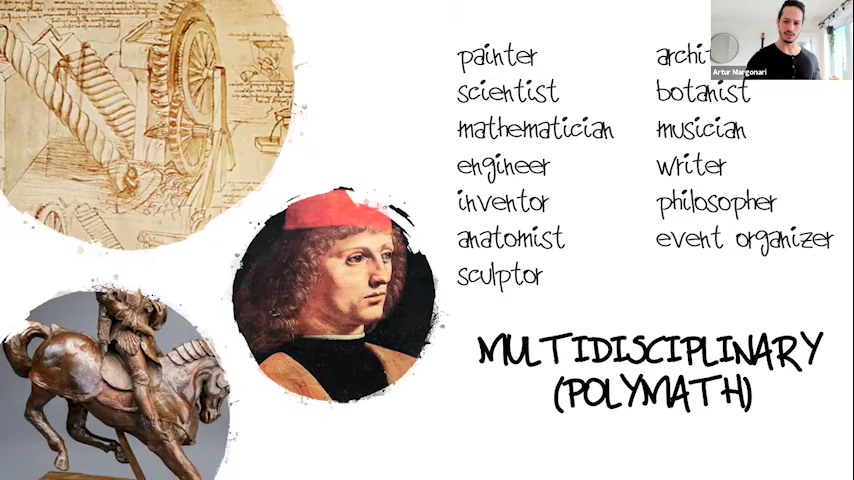 painter
scientist
mathematician
engineer
inventor
anatomist
sculptor
botanist
musician
writer
philosopher
event organizer
Artur Margonari
MULTIDISCIPLINARY
(POLYMATH)